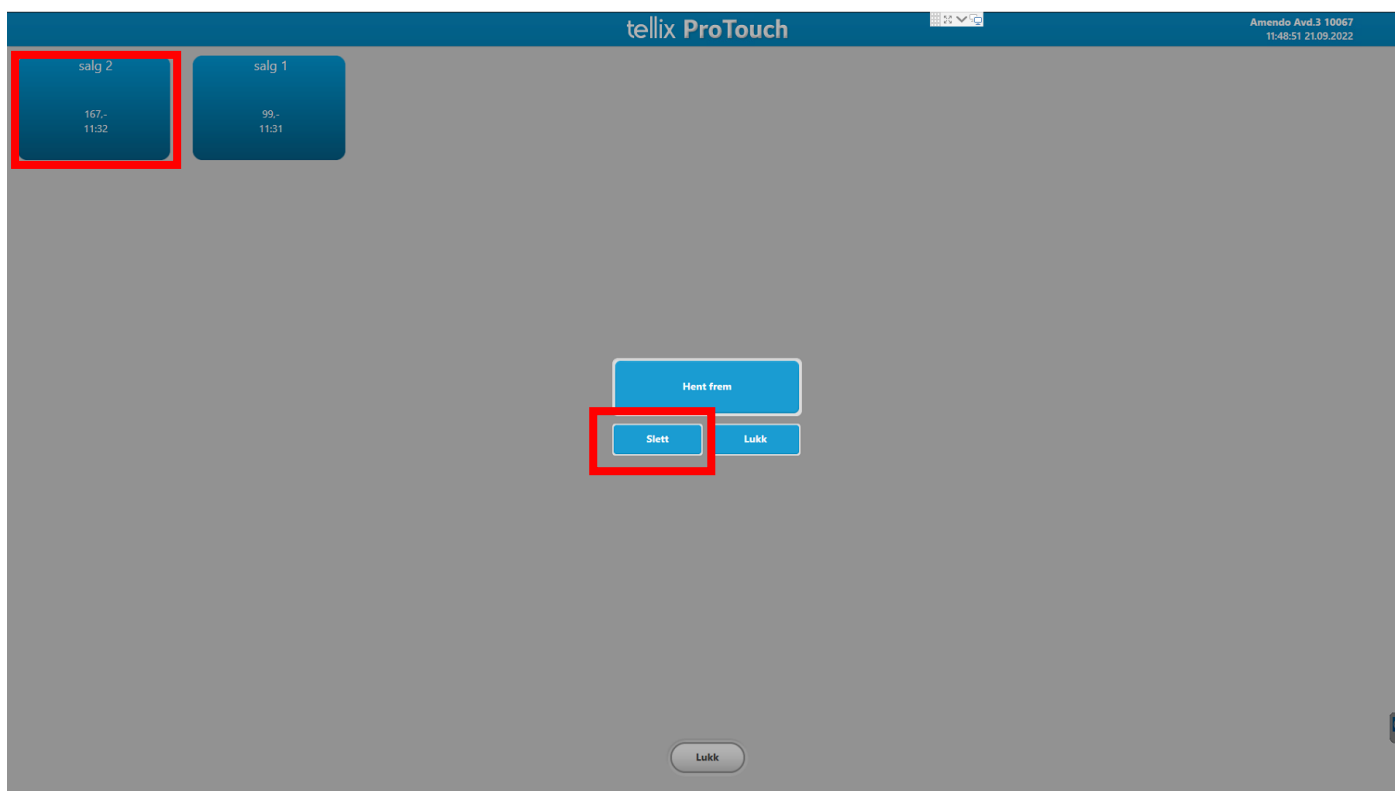 tellix ProTouch
Amendo Avd.3 10067
11:48:51 21.09.2022
salg 2
167,-
11:32
salg 1
99,-
11:31
Hent frem
Slett
Lukk
Lukk